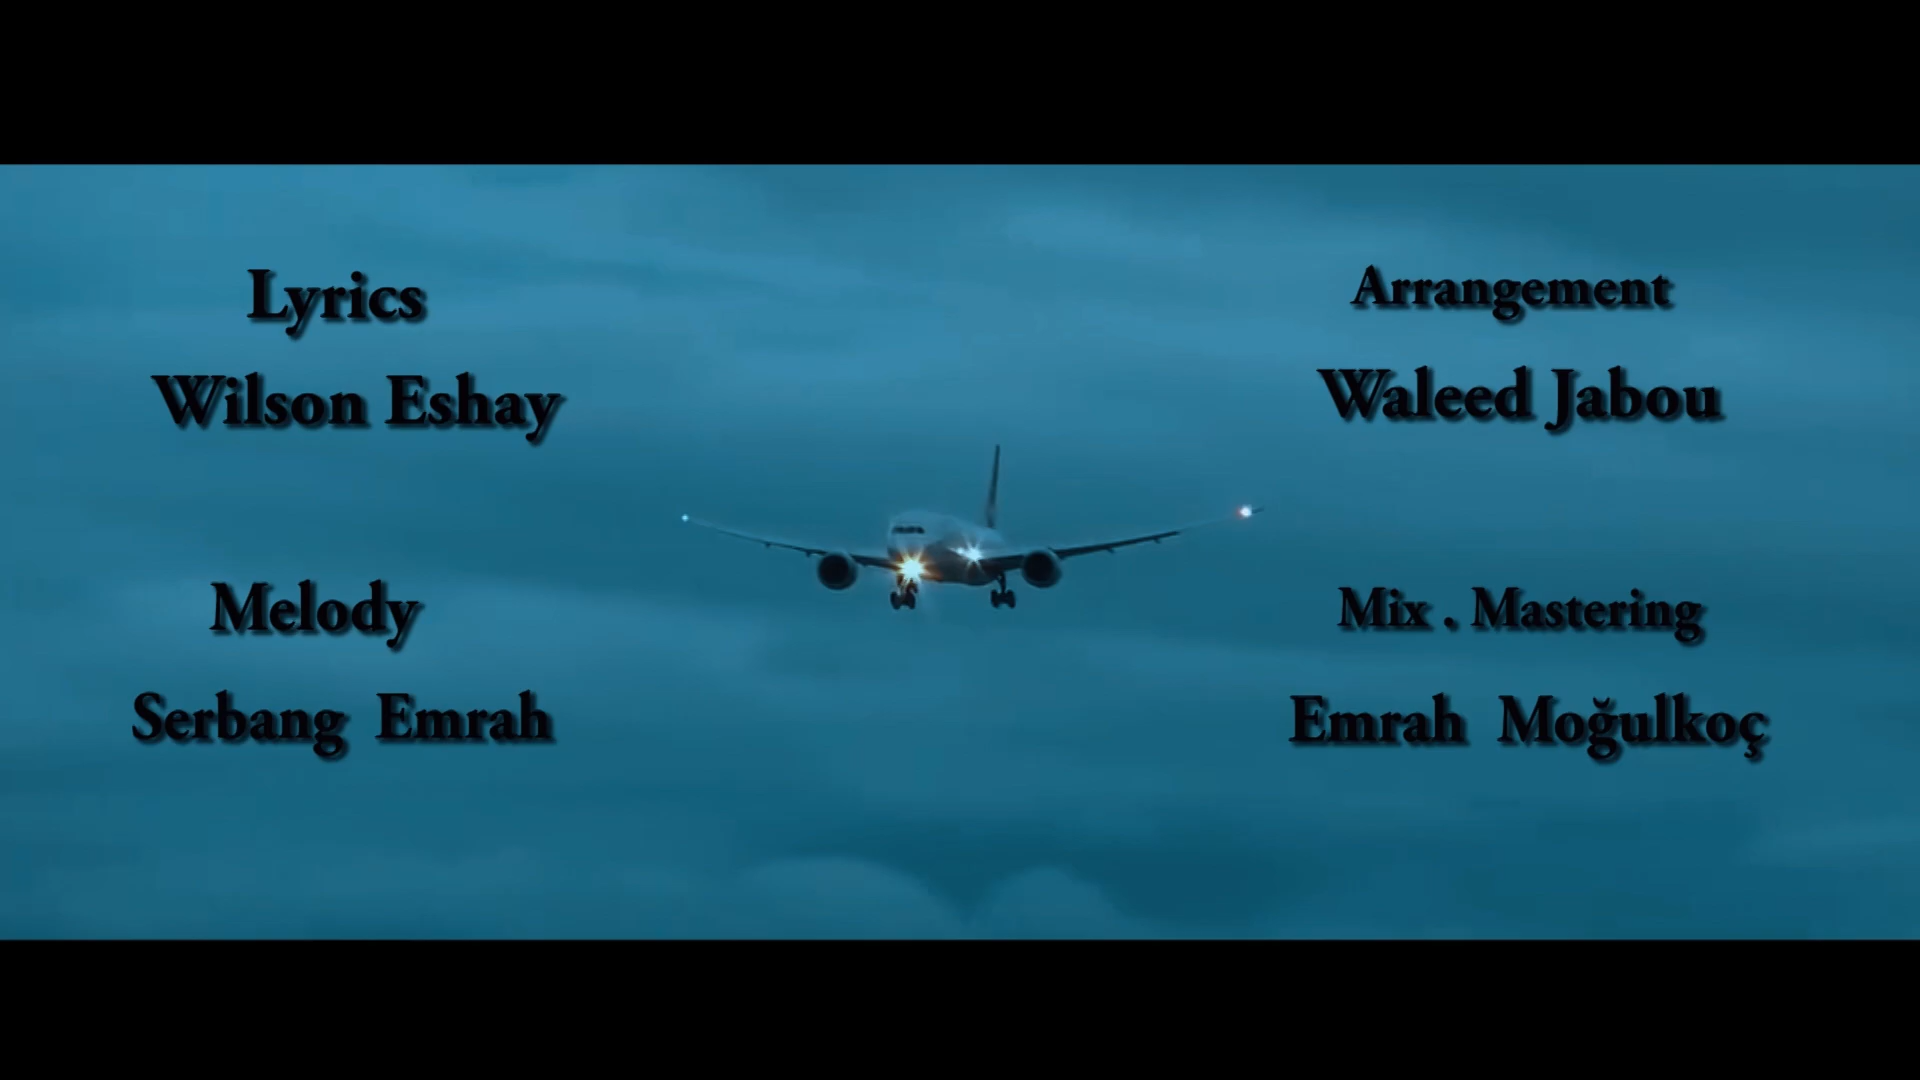 Lyrics
Wilson Eshay
Melody
Serbang Emrah
Arrangement
Waleed Jabou
Mix . Mastering
Emrah Moğulkoç